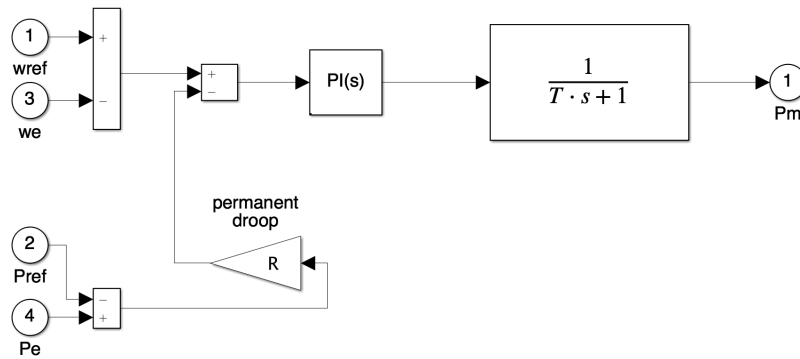 1
wref
3
we
+
−
+
−
PI(s)
1
T · s + 1
1
Pm
permanent
droop
R
2
Pref
4
Pe
−
+